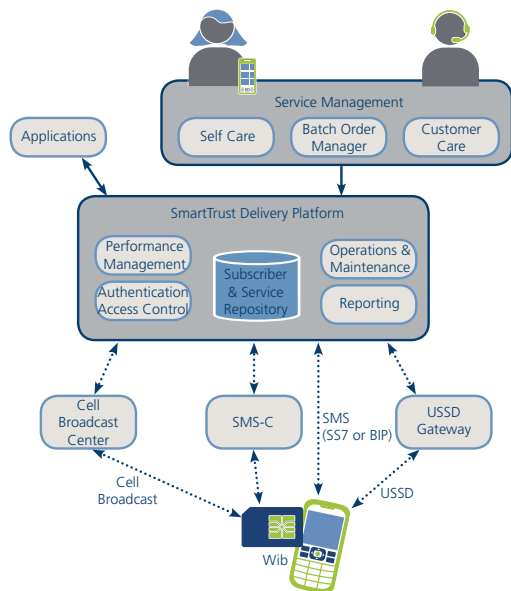 Service Management
Applications
Self Care
Batch Order
Manager
Customer
Care
SmartTrust Delivery Platform
Performance
Management
Authentication
Access Control
Subscriber
& Service
Repository
Operations &
Maintenance
Reporting
Cell
Broadcast
Center
SMS-C
SMS
(SS7 or BIP)
USSD
Gateway
Cell
Broadcast
USSD
Wib